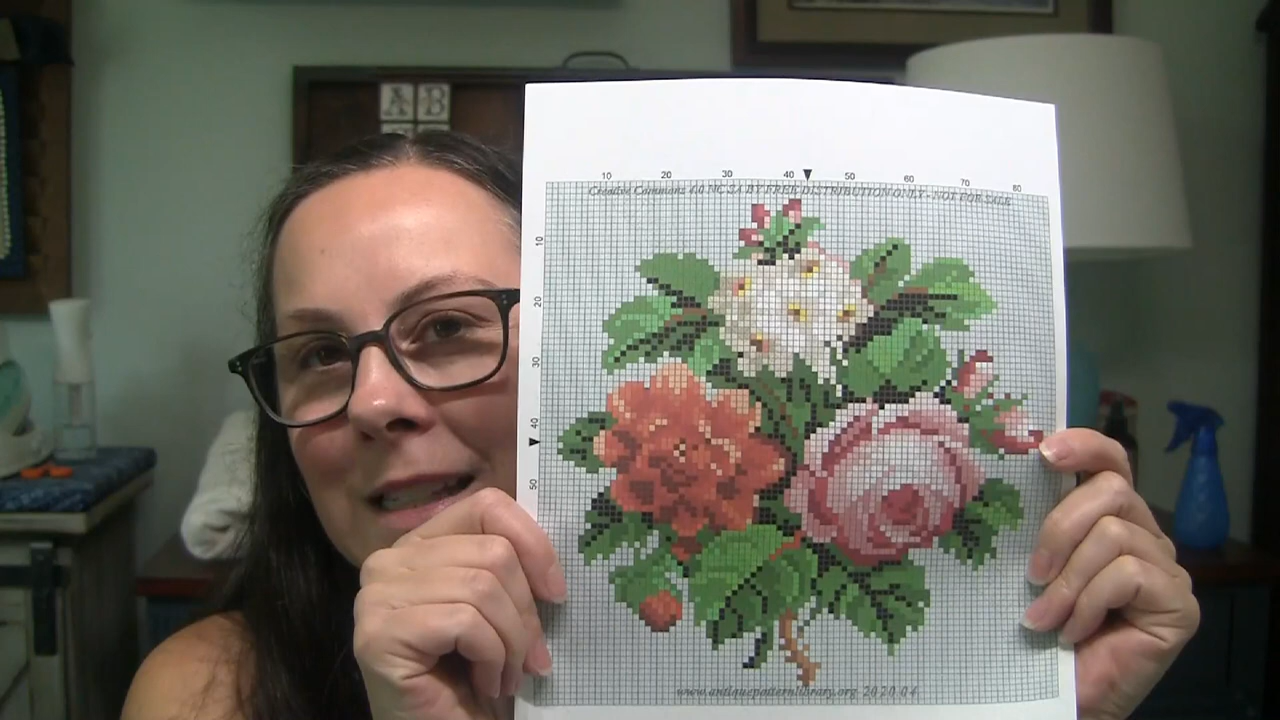 A B
10 20 30 40 50 60 70 80
Creative Commons 4.0 NC SA BY FREE DISTRIBUTION ONLY - NOT FOR SALE
10
20
30
40
50
www.antiquepatternlibrary.org 2020.04